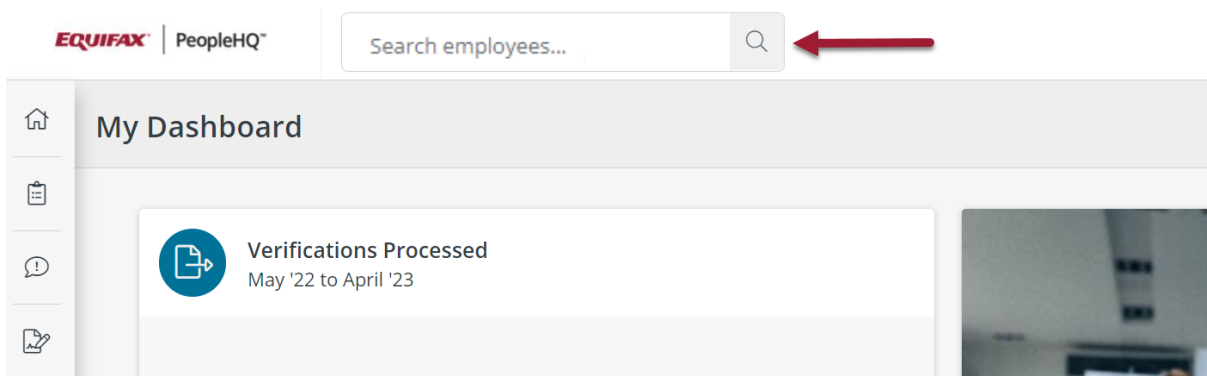 EQUIFAX® PeopleHQ™
Search employees...
My Dashboard
Verifications Processed
May '22 to April '23